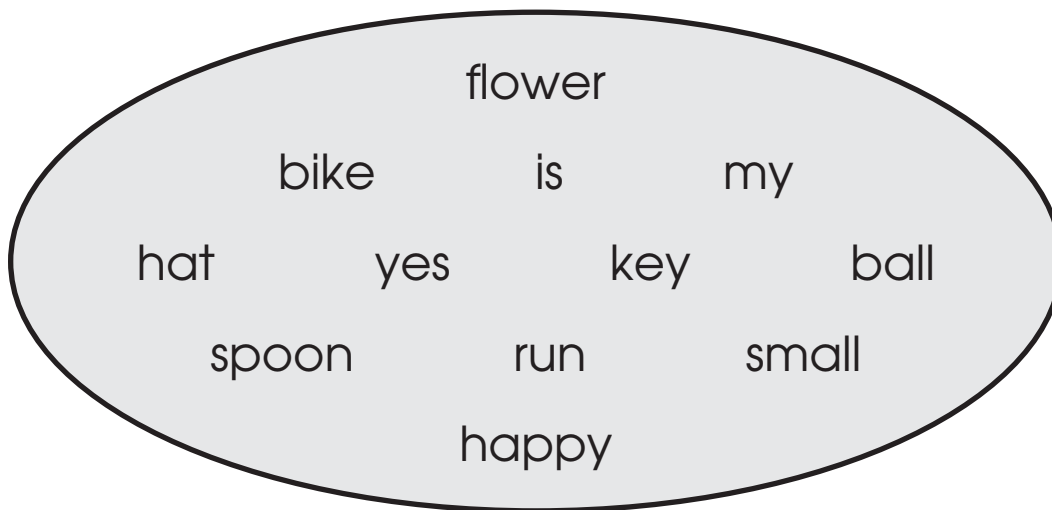 flower
bike is my
hat yes key ball
spoon run small
happy